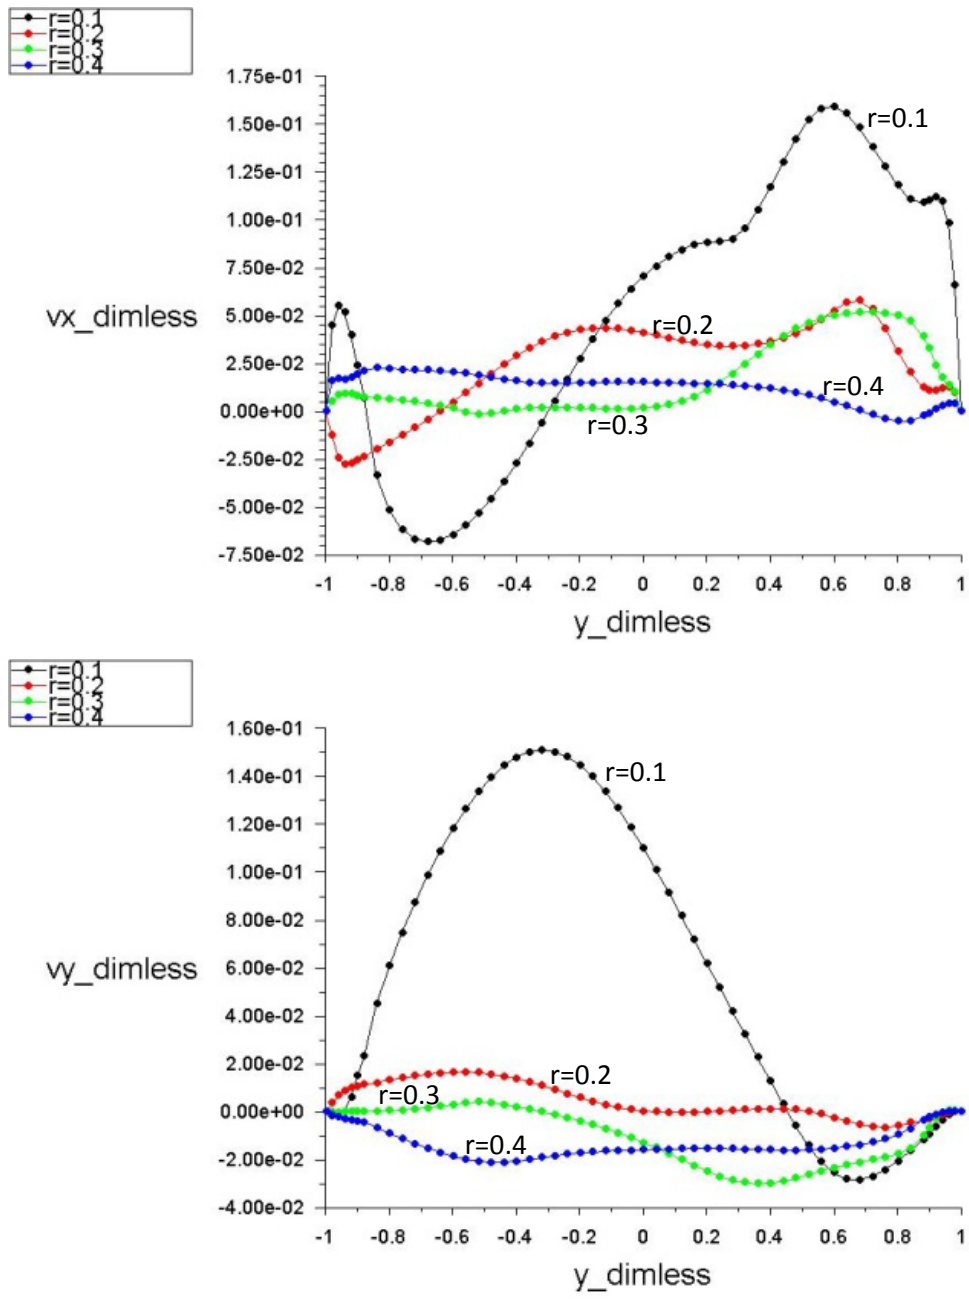 r=0.1
r=0.2
r=0.3
r=0.4
1.75e-01
1.50e-01
r=0.1
1.25e-01
1.00e-01
7.50e-02
vx_dimless
5.00e-02
r=0.2
2.50e-02
r=0.4
0.00e+00
r=0.3
-2.50e-02
-5.00e-02
-7.50e-02
-1 -0.8 -0.6 -0.4 -0.2 0 0.2 0.4 0.6 0.8 1
y_dimless
r=0.1
r=0.2
r=0.3
r=0.4
1.60e-01
r=0.1
1.40e-01
1.20e-01
1.00e-01
8.00e-02
6.00e-02
vy_dimless
4.00e-02
2.00e-02
r=0.2
r=0.3
0.00e+00
r=0.4
-2.00e-02
-4.00e-02
-1 -0.8 -0.6 -0.4 -0.2 0 0.2 0.4 0.6 0.8 1
y_dimless